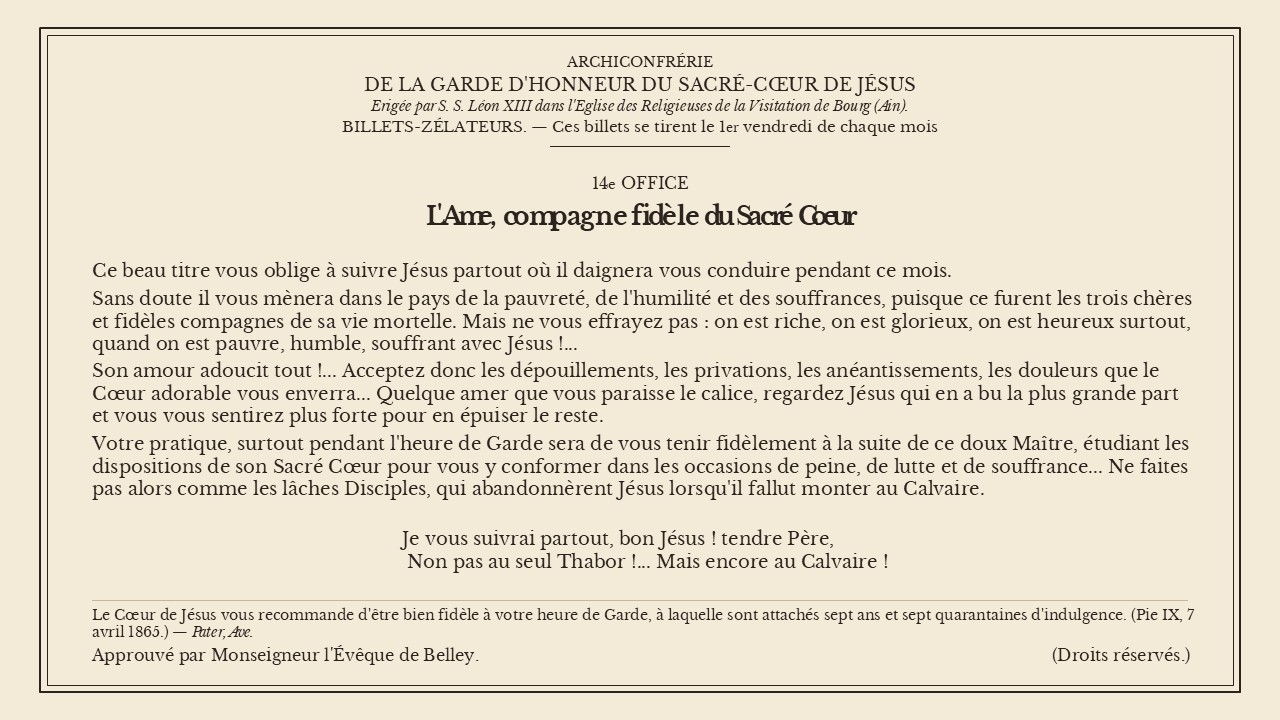 ARCHICONFRÉRIE
DE LA GARDE D'HONNEUR DU SACRÉ-CŒUR DE JÉSUS
Erigée par S. S. Léon XIII dans l'Eglise des Religieuses de la Visitation de Bourg (Ain).
BILLETS-ZÉLATEURS. — Ces billets se tirent le 1er vendredi de chaque mois
14e OFFICE
L'Ame, compagne fidèle du Sacré Cœur
Ce beau titre vous oblige à suivre Jésus partout où il daignera vous conduire pendant ce mois.
Sans doute il vous mènera dans le pays de la pauvreté, de l'humilité et des souffrances, puisque ce furent les trois chères
et fidèles compagnes de sa vie mortelle. Mais ne vous effrayez pas : on est riche, on est glorieux, on est heureux surtout,
quand on est pauvre, humble, souffrant avec Jésus !...
Son amour adoucit tout !... Acceptez donc les dépouillements, les privations, les anéantissements, les douleurs que le
Cœur adorable vous enverra... Quelque amer que vous paraisse le calice, regardez Jésus qui en a bu la plus grande part
et vous vous sentirez plus forte pour en épuiser le reste.
Votre pratique, surtout pendant l'heure de Garde sera de vous tenir fidèlement à la suite de ce doux Maître, étudiant les
dispositions de son Sacré Cœur pour vous y conformer dans les occasions de peine, de lutte et de souffrance... Ne faites
pas alors comme les lâches Disciples, qui abandonnèrent Jésus lorsqu'il fallut monter au Calvaire.
Je vous suivrai partout, bon Jésus ! tendre Père,
Non pas au seul Thabor !... Mais encore au Calvaire !
Le Cœur de Jésus vous recommande d'être bien fidèle à votre heure de Garde, à laquelle sont attachés sept ans et sept quarantaines d'indulgence. (Pie IX, 7
avril 1865.) — Pater, Ave.
Approuvé par Monseigneur l'Évêque de Belley. (Droits réservés.)